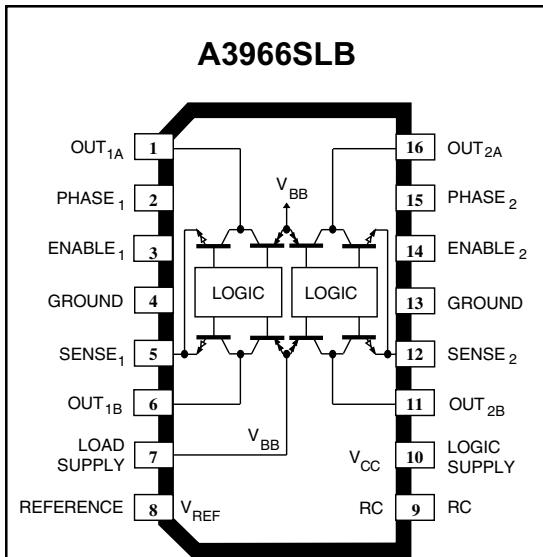 A3966SLB
OUT1A 1 16 OUT2A
VBB
PHASE1 2 15 PHASE2
ENABLE1 3 14 ENABLE2
LOGIC LOGIC
GROUND 4 13 GROUND
SENSE1 5 12 SENSE2
OUT1B 6 11 OUT2B
LOAD SUPPLY 7 VBB VCC 10 LOGIC SUPPLY
REFERENCE 8 VREF RC 9 RC